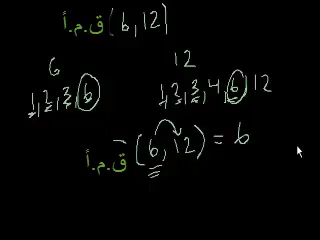 ق.م.أ (6,12)
6 12
1,2,3,6 1,2,3,4,6,12
ق.م.أ (6,12) = 6